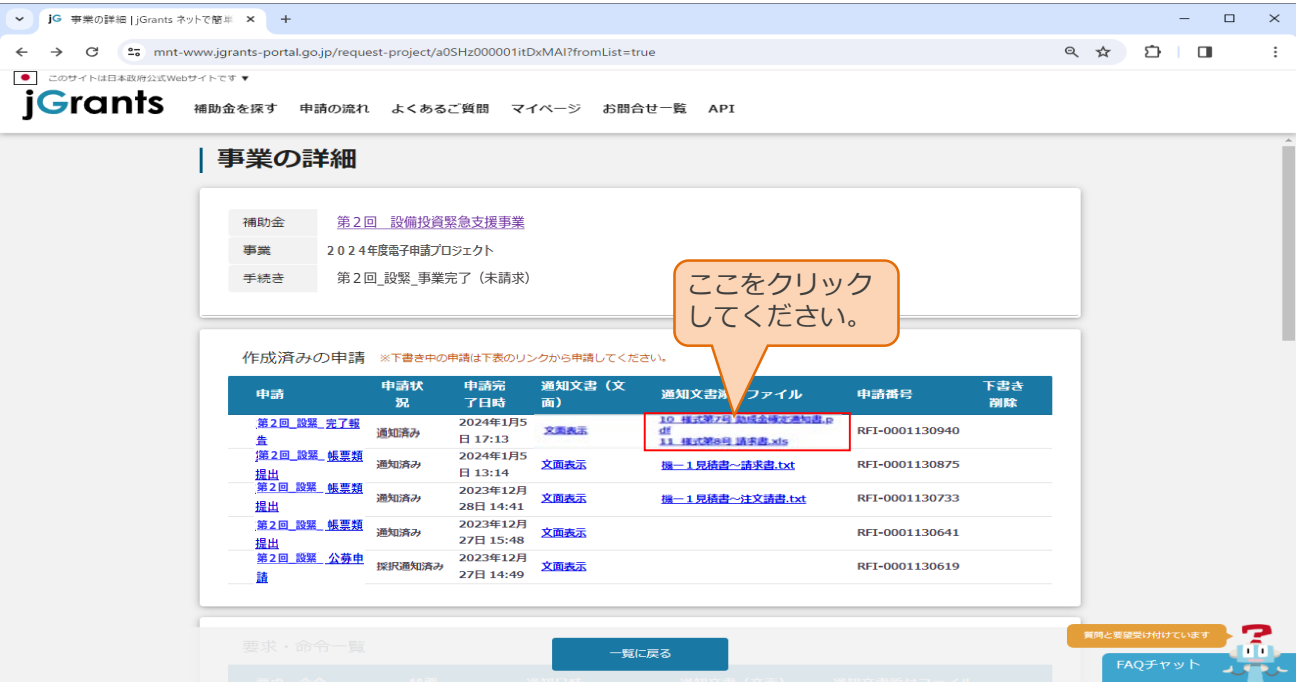 jG 事業の詳細 | jGrants ネットで簡単
mnt-www.jgrants-portal.go.jp/request-project/a0SHz000001itDxMAI?fromList=true
このサイトは日本政府公式Webサイトです ▼
jGrants
補助金を探す 申請の流れ よくあるご質問 マイページ お問合せ一覧 API
事業の詳細
補助金 第2回 設備投資緊急支援事業
事業 2024年度電子申請プロジェクト
手続き 第2回_設緊_事業完了（未請求）
ここをクリック
してください。
作成済みの申請 ※下書き中の申請は下表のリンクから申請してください。
申請 申請状況 申請完了日時 通知文書（文面） 通知文書添 ファイル 申請番号 下書き削除
第2回_設緊_完了報告 通知済み 2024年1月5日 17:13 文面表示 10_様式第7号 助成金確定通知書.pdf 11_様式第8号 請求書.xls RFI-0001130940
第2回_設緊_帳票類提出 通知済み 2024年1月5日 13:14 文面表示 機ー1見積書～請求書.txt RFI-0001130875
第2回_設緊_帳票類提出 通知済み 2023年12月28日 14:41 文面表示 機ー1見積書～注文請書.txt RFI-0001130733
第2回_設緊_帳票類提出 通知済み 2023年12月27日 15:48 文面表示 RFI-0001130641
第2回_設緊_公募申請 採択通知済み 2023年12月27日 14:49 文面表示 RFI-0001130619
要求・命令一覧
一覧に戻る
質問と要望受け付けています
FAQチャット